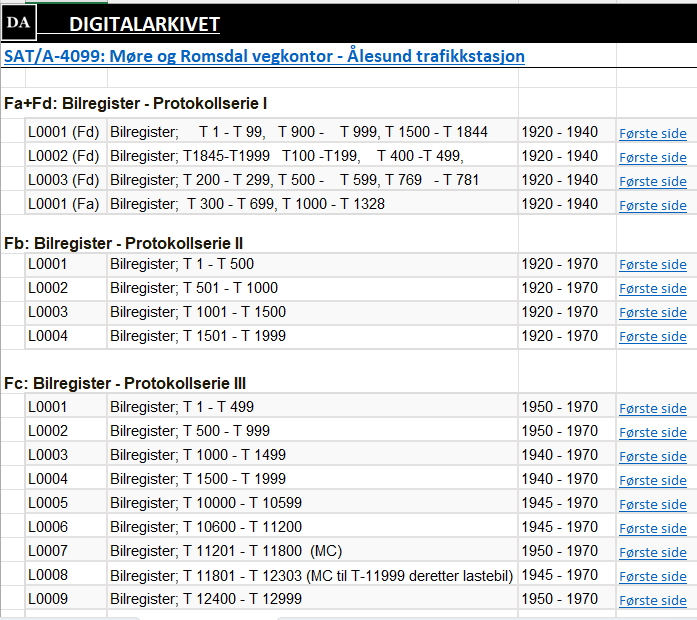 DA DIGITALARKIVET
SAT/A-4099: Møre og Romsdal vegkontor - Ålesund trafikkstasjon
Fa+Fd: Bilregister - Protokollserie I
L0001 (Fd) Bilregister; T 1 - T 99, T 900 - T 999, T 1500 - T 1844 1920 - 1940 Første side
L0002 (Fd) Bilregister; T1845-T1999 T100 -T199, T 400 -T 499, 1920 - 1940 Første side
L0003 (Fd) Bilregister; T 200 - T 299, T 500 - T 599, T 769 - T 781 1920 - 1940 Første side
L0001 (Fa) Bilregister; T 300 - T 699, T 1000 - T 1328 1920 - 1940 Første side
Fb: Bilregister - Protokollserie II
L0001 Bilregister; T 1 - T 500 1920 - 1970 Første side
L0002 Bilregister; T 501 - T 1000 1920 - 1970 Første side
L0003 Bilregister; T 1001 - T 1500 1920 - 1970 Første side
L0004 Bilregister; T 1501 - T 1999 1920 - 1970 Første side
Fc: Bilregister - Protokollserie III
L0001 Bilregister; T 1 - T 499 1950 - 1970 Første side
L0002 Bilregister; T 500 - T 999 1950 - 1970 Første side
L0003 Bilregister; T 1000 - T 1499 1940 - 1970 Første side
L0004 Bilregister; T 1500 - T 1999 1940 - 1970 Første side
L0005 Bilregister; T 10000 - T 10599 1945 - 1970 Første side
L0006 Bilregister; T 10600 - T 11200 1945 - 1970 Første side
L0007 Bilregister; T 11201 - T 11800 (MC) 1950 - 1970 Første side
L0008 Bilregister; T 11801 - T 12303 (MC til T-11999 deretter lastebil) 1945 - 1970 Første side
L0009 Bilregister; T 12400 - T 12999 1950 - 1970 Første side